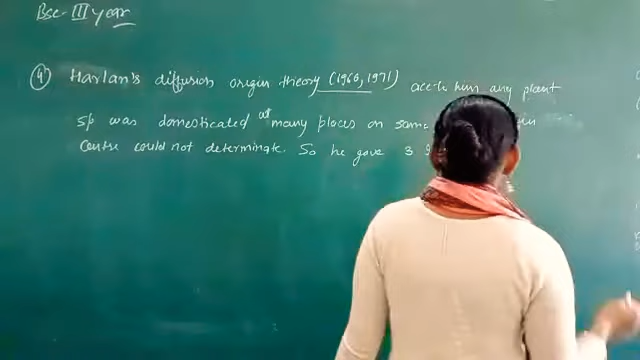 Bsc-III year
4 Harlan's diffusion origin theory (1960, 1971) acc-to him any plant
sp was domesticated at many places on same
centre could not determinate. So he gave 3